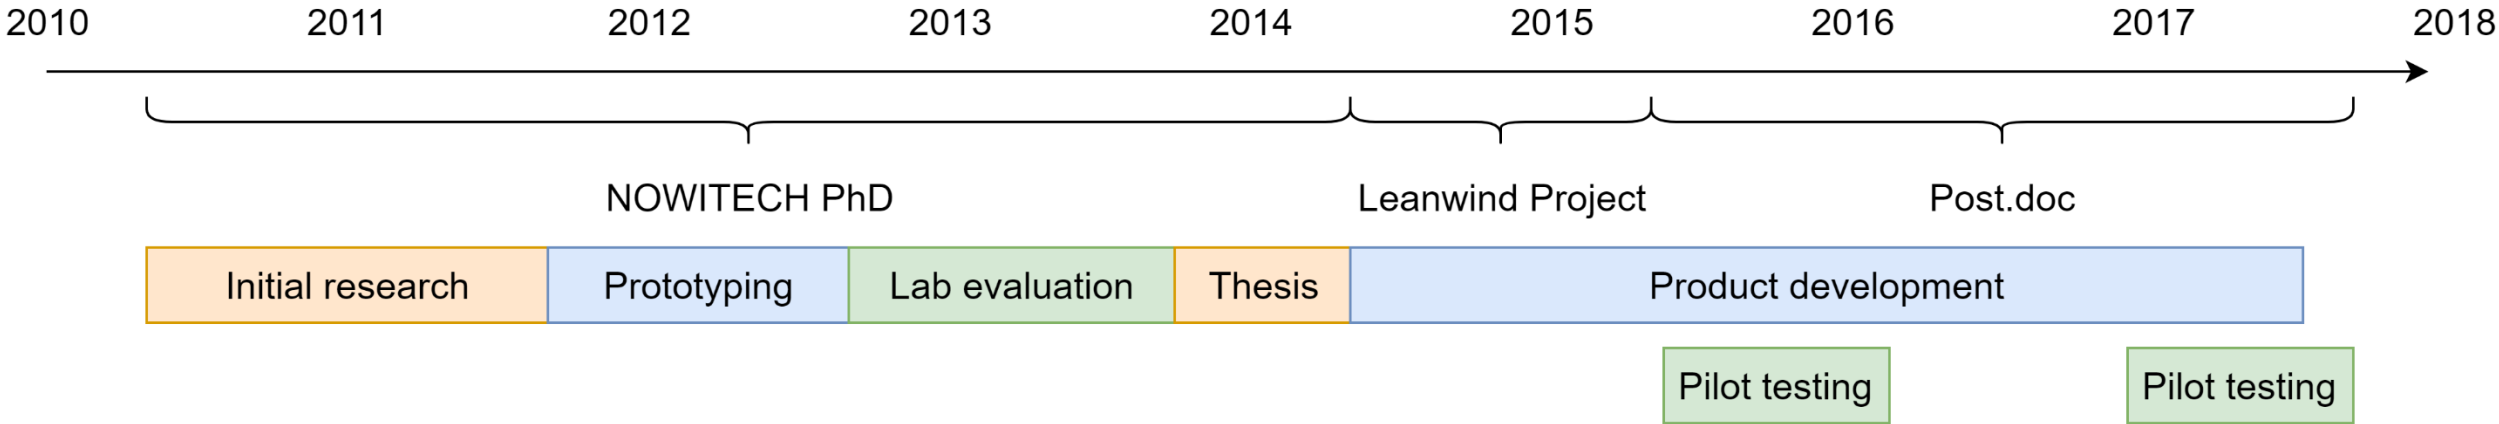 2010 2011 2012 2013 2014 2015 2016 2017 2018
NOWITECH PhD Leanwind Project Post.doc
Initial research Prototyping Lab evaluation Thesis Product development
Pilot testing Pilot testing